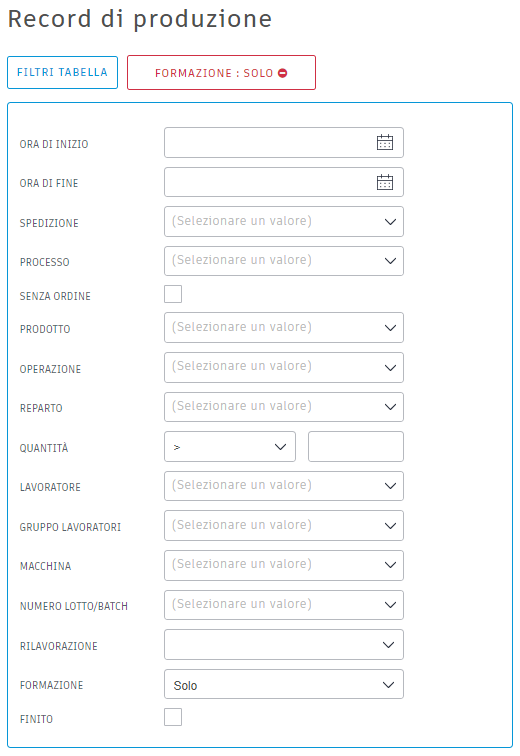 Record di produzione
FILTRI TABELLA
FORMAZIONE : SOLO
ORA DI INIZIO
ORA DI FINE
SPEDIZIONE (Selezionare un valore)
PROCESSO (Selezionare un valore)
SENZA ORDINE
PRODOTTO (Selezionare un valore)
OPERAZIONE (Selezionare un valore)
REPARTO (Selezionare un valore)
QUANTITÀ >
LAVORATORE (Selezionare un valore)
GRUPPO LAVORATORI (Selezionare un valore)
MACCHINA (Selezionare un valore)
NUMERO LOTTO/BATCH (Selezionare un valore)
RILAVORAZIONE
FORMAZIONE Solo
FINITO